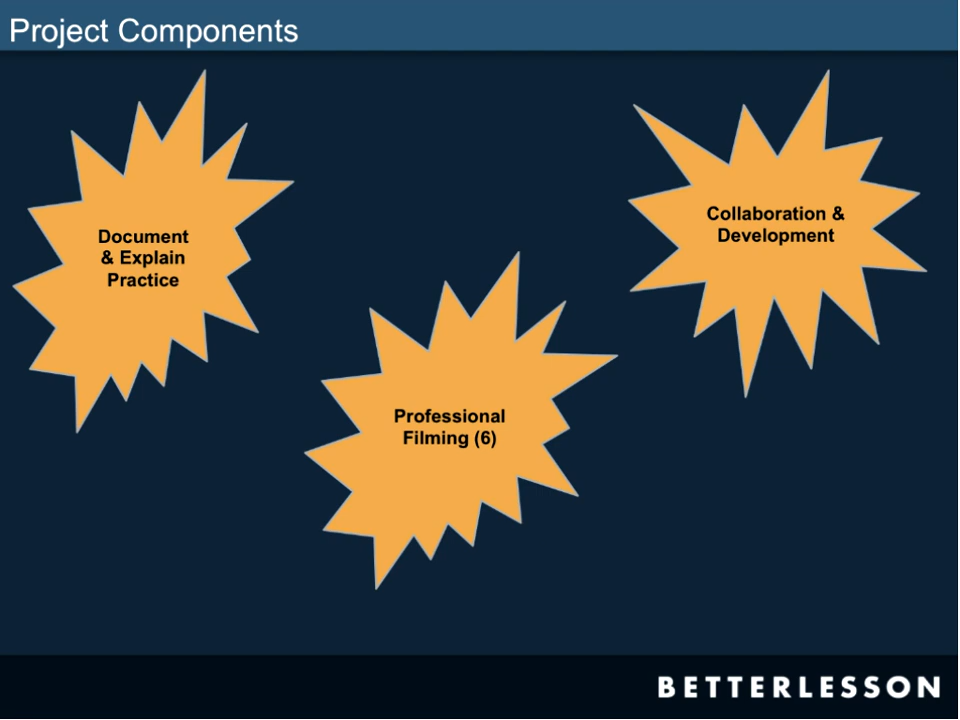 Project Components
Document
& Explain
Practice
Professional
Filming (6)
Collaboration &
Development
BETTERLESSON